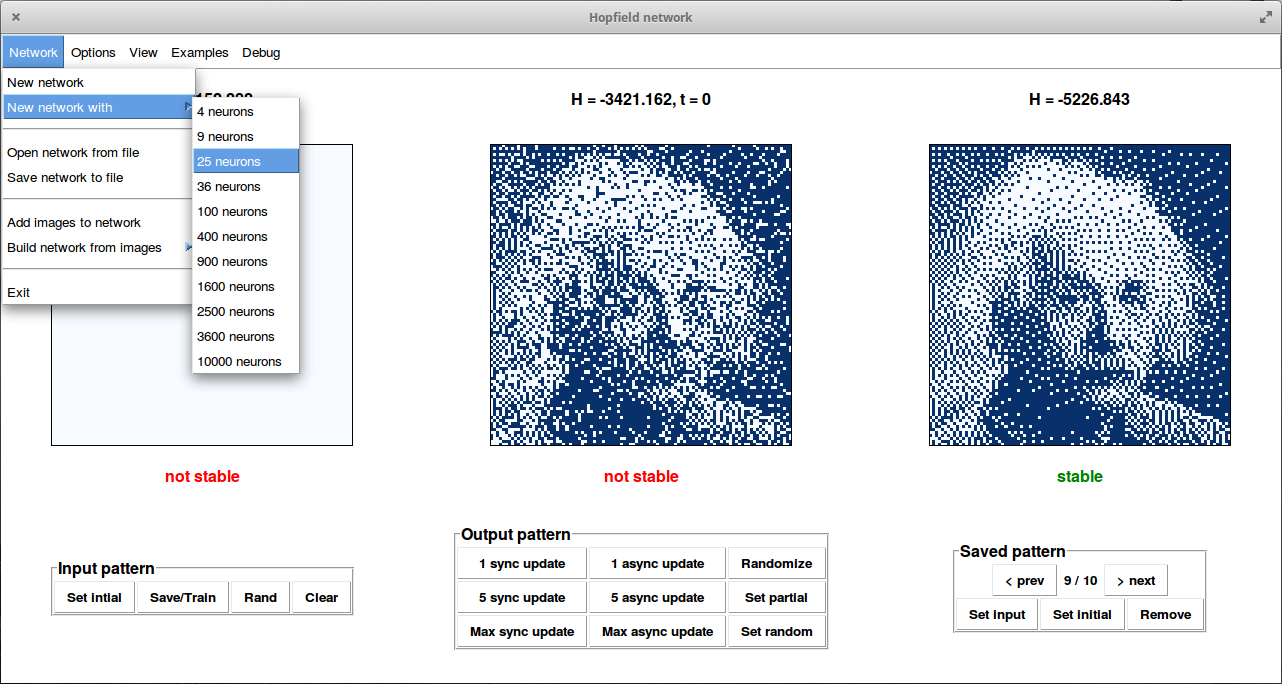 Hopfield network
Network Options View Examples Debug
New network
New network with
Open network from file
Save network to file
Add images to network
Build network from images
Exit
4 neurons
9 neurons
25 neurons
36 neurons
100 neurons
400 neurons
900 neurons
1600 neurons
2500 neurons
3600 neurons
10000 neurons
H = -3421.162, t = 0
H = -5226.843
not stable
not stable
stable
Input pattern
Set intial Save/Train Rand Clear
Output pattern
1 sync update 1 async update Randomize
5 sync update 5 async update Set partial
Max sync update Max async update Set random
Saved pattern
< prev 9 / 10 > next
Set input Set initial Remove